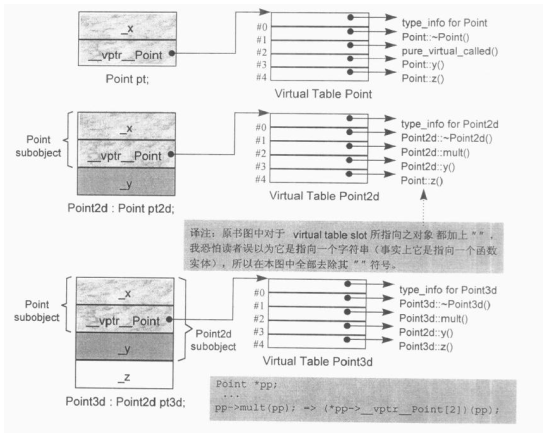 _x
__vptr__Point
Point pt;
#0
#1
#2
#3
#4
Virtual Table Point
type_info for Point
Point::~Point()
pure_virtual_called()
Point::y()
Point::z()
Point
subobject
_x
__vptr__Point
_y
Point2d : Point pt2d;
#0
#1
#2
#3
#4
Virtual Table Point2d
type_info for Point2d
Point2d::~Point2d()
Point2d::mult()
Point2d::y()
Point::z()
译注：原书图中对于 virtual table slot 所指向之对象 都加上 " "，
我恐怕读者误以为它是指向一个字符串（事实上它是指向一个函数
实体），所以在本图中全部去除其 " " 符号。
Point
subobject
_x
__vptr__Point
_y
_z
Point2d
subobject
Point3d : Point2d pt3d;
#0
#1
#2
#3
#4
Virtual Table Point3d
type_info for Point3d
Point3d::~Point3d()
Point3d::mult()
Point2d::y()
Point3d::z()
Point *pp;
...
pp->mult(pp); => (*pp->__vptr__Point[2])(pp);